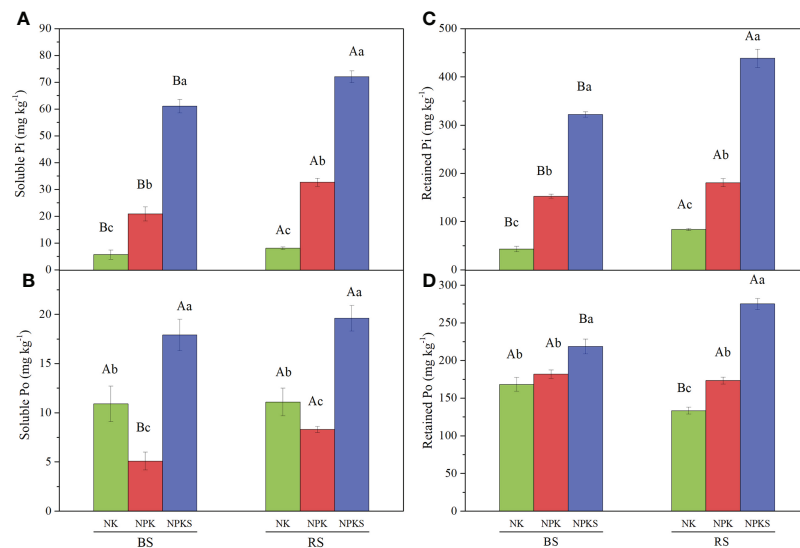 A
Soluble Pi (mg kg-1)
90
80
70
60
50
40
30
20
10
0
Bc
Bb
Ba
Ac
Ab
Aa
B
Soluble Po (mg kg-1)
20
15
10
5
0
Ab
Bc
Aa
Ab
Ac
Aa
NK NPK NPKS NK NPK NPKS
BS RS
C
Retained Pi (mg kg-1)
500
400
300
200
100
0
Bc
Bb
Ba
Ac
Ab
Aa
D
Retained Po (mg kg-1)
300
250
200
150
100
50
0
Ab
Ab
Ba
Bc
Ab
Aa
NK NPK NPKS NK NPK NPKS
BS RS